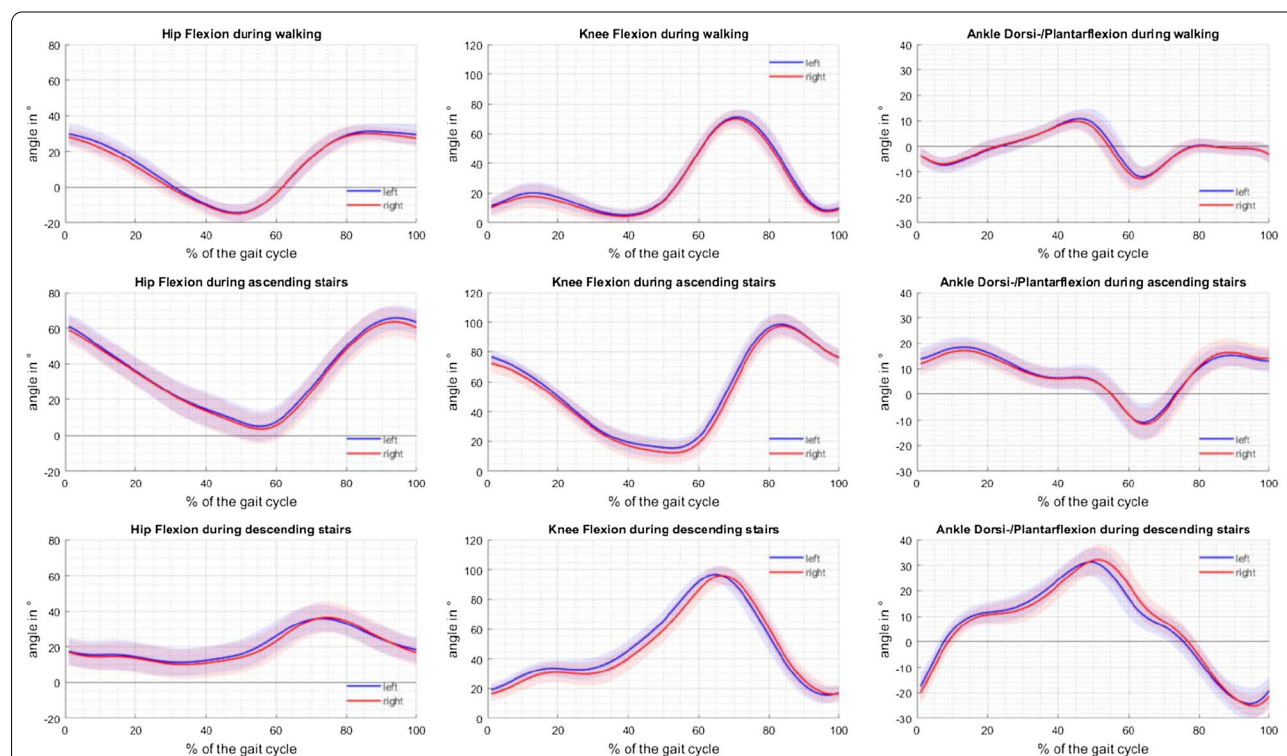 Hip Flexion during walking
angle in °
80
60
40
20
0
-20
0 20 40 60 80 100
% of the gait cycle
left
right
Knee Flexion during walking
angle in °
120
100
80
60
40
20
0
0 20 40 60 80 100
% of the gait cycle
left
right
Ankle Dorsi-/Plantarflexion during walking
angle in °
40
30
20
10
0
-10
-20
-30
0 20 40 60 80 100
% of the gait cycle
left
right
Hip Flexion during ascending stairs
angle in °
80
60
40
20
0
-20
0 20 40 60 80 100
% of the gait cycle
left
right
Knee Flexion during ascending stairs
angle in °
120
100
80
60
40
20
0
0 20 40 60 80 100
% of the gait cycle
left
right
Ankle Dorsi-/Plantarflexion during ascending stairs
angle in °
40
30
20
10
0
-10
-20
-30
0 20 40 60 80 100
% of the gait cycle
left
right
Hip Flexion during descending stairs
angle in °
80
60
40
20
0
-20
0 20 40 60 80 100
% of the gait cycle
left
right
Knee Flexion during descending stairs
angle in °
120
100
80
60
40
20
0
0 20 40 60 80 100
% of the gait cycle
left
right
Ankle Dorsi-/Plantarflexion during descending stairs
angle in °
40
30
20
10
0
-10
-20
-30
0 20 40 60 80 100
% of the gait cycle
left
right